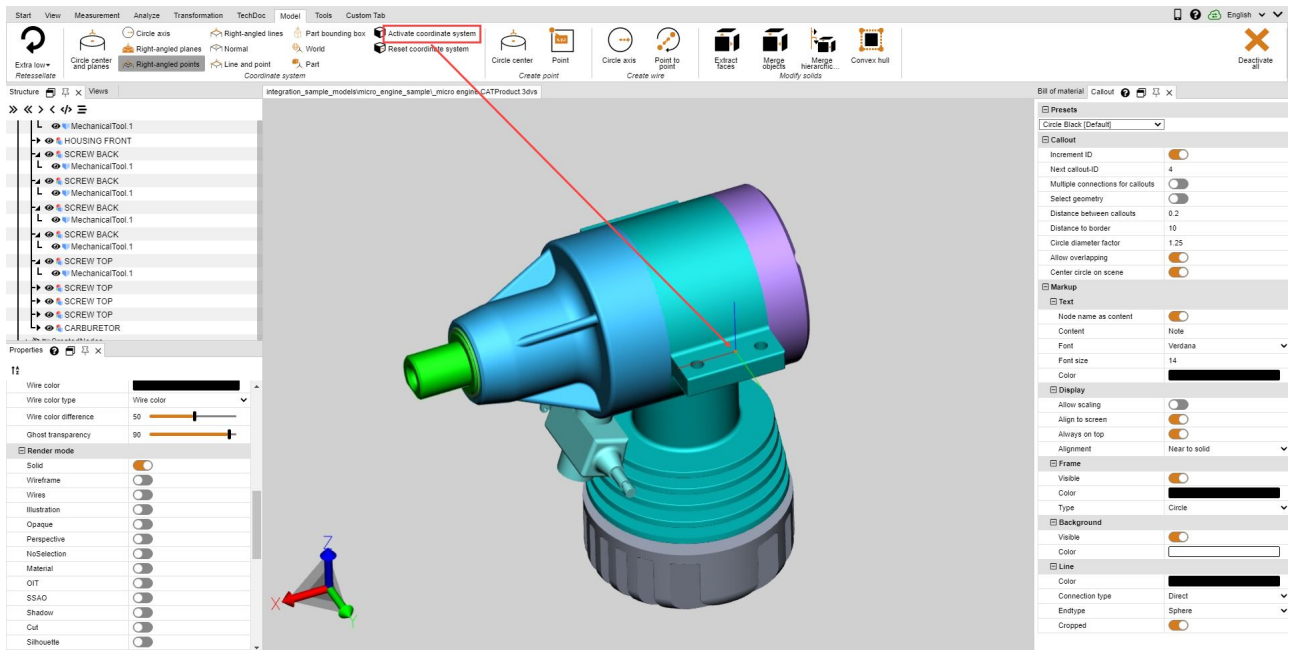 Start View Measurement Analyze Transformation TechDoc Model Tools Custom Tab English
Circle axis Right-angled lines Part bounding box Activate coordinate system
Right-angled planes Normal World Reset coordinate system
Extra low Circle center and planes Right-angled points Line and point Part Circle center Point Circle axis Point to point Extract faces Merge objects Merge hierarchic... Convex hull Deactivate all
Retessellate Coordinate system Create point Create wire Modify solids
Structure Views
integration_sample_models\micro_engine_sample\_micro engine.CATProduct.3dvs
Bill of material Callout
MechanicalTool.1
HOUSING FRONT
SCREW BACK
MechanicalTool.1
SCREW BACK
MechanicalTool.1
SCREW BACK
MechanicalTool.1
SCREW BACK
MechanicalTool.1
SCREW TOP
MechanicalTool.1
SCREW TOP
SCREW TOP
SCREW TOP
CARBURETOR
Properties
Wire color
Wire color type Wire color
Wire color difference 50
Ghost transparency 90
Render mode
Solid
Wireframe
Wires
Illustration
Opaque
Perspective
NoSelection
Material
OIT
SSAO
Shadow
Cut
Silhouette
Z
X
Y
Presets
Circle Black [Default]
Callout
Increment ID
Next callout-ID 4
Multiple connections for callouts
Select geometry
Distance between callouts 0.2
Distance to border 10
Circle diameter factor 1.25
Allow overlapping
Center circle on scene
Markup
Text
Node name as content
Content Note
Font Verdana
Font size 14
Color
Display
Allow scaling
Align to screen
Always on top
Alignment Near to solid
Frame
Visible
Color
Type Circle
Background
Visible
Color
Line
Color
Connection type Direct
Endtype Sphere
Cropped